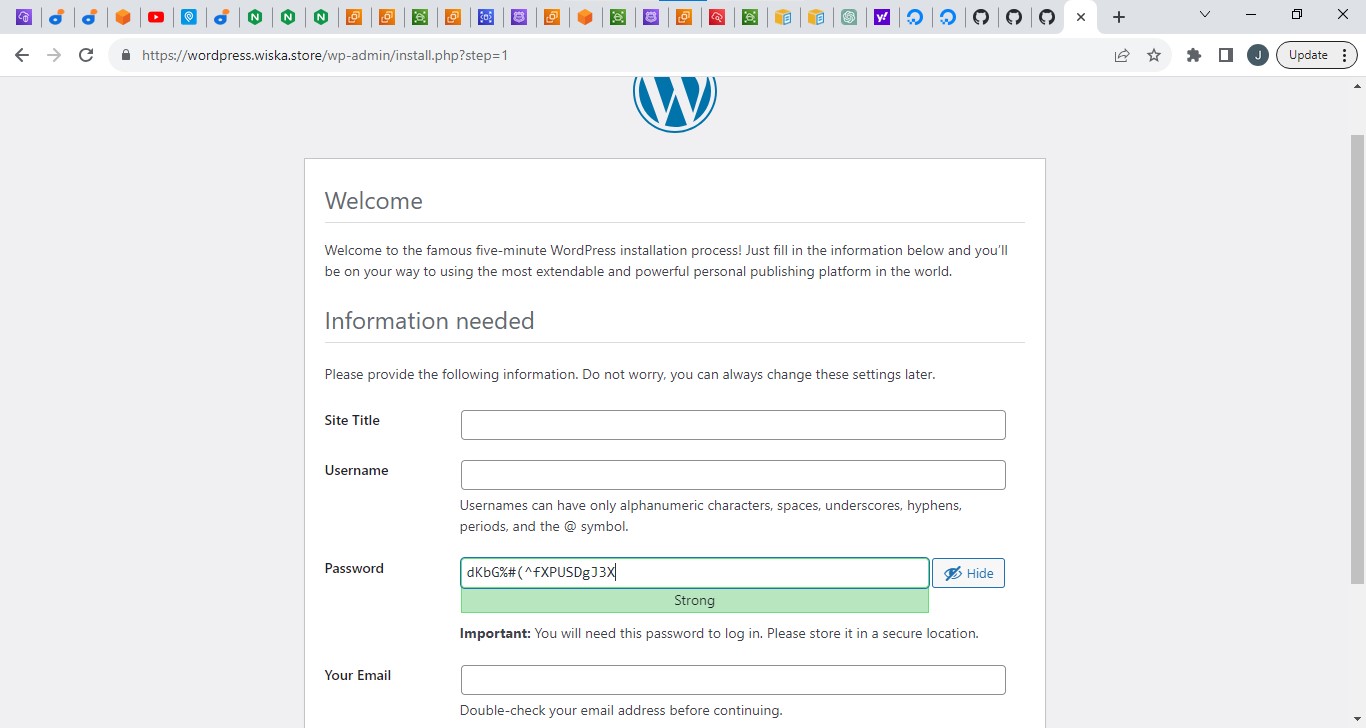 Update
https://wordpress.wiska.store/wp-admin/install.php?step=1
J
Welcome
Welcome to the famous five-minute WordPress installation process! Just fill in the information below and you’ll
be on your way to using the most extendable and powerful personal publishing platform in the world.
Information needed
Please provide the following information. Do not worry, you can always change these settings later.
Site Title
Username
Usernames can have only alphanumeric characters, spaces, underscores, hyphens,
periods, and the @ symbol.
Password
dKbG%#(^fXPUSDgJ3X
Hide
Strong
Important: You will need this password to log in. Please store it in a secure location.
Your Email
Double-check your email address before continuing.